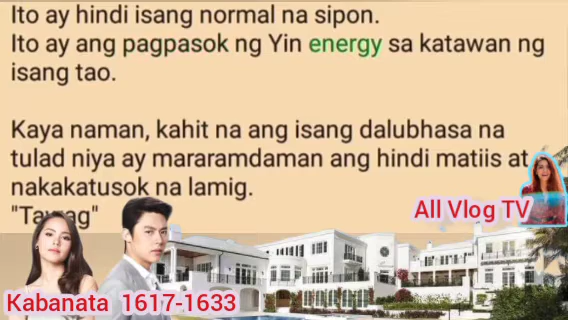 Ito ay hindi isang normal na sipon.
Ito ay ang pagpasok ng Yin energy sa katawan ng
isang tao.
Kaya naman, kahit na ang isang dalubhasa na
tulad niya ay mararamdaman ang hindi matiis at
nakakatusok na lamig.
All Vlog TV
Kabanata 1617-1633